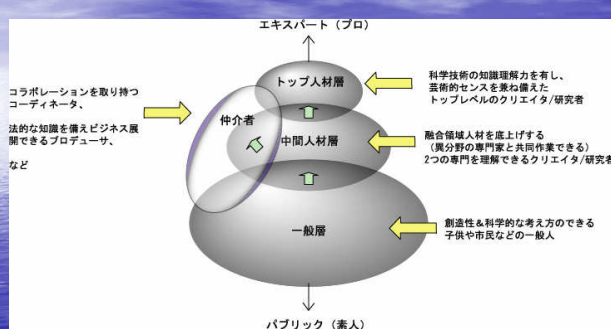 エキスパート（プロ）
トップ人材層
科学技術の知識理解力を有し、
芸術的センスを兼ね備えた
トップレベルのクリエイタ/研究者
コラボレーションを取り持つ
コーディネータ、
法的な知識を備えビジネス展
開できるプロデューサ、
など
仲介者
中間人材層
融合領域人材を底上げする
（異分野の専門家と共同作業できる）
2つの専門を理解できるクリエイタ/研究者
一般層
創造性＆科学的な考え方のできる
子供や市民などの一般人
パブリック（素人）